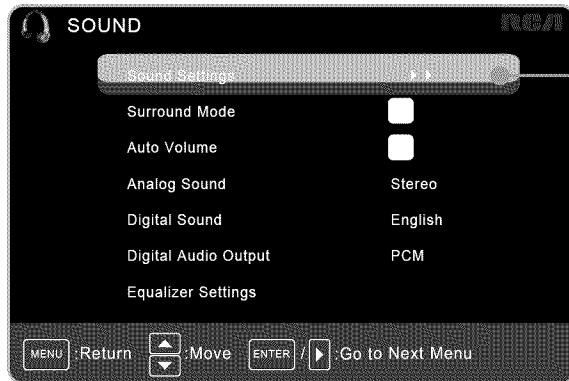 SOUND
RCA
Sound Settings
Surround Mode
Auto Volume
Analog Sound Stereo
Digital Sound English
Digital Audio Output PCM
Equalizer Settings
MENU :Return :Move ENTER / :Go to Next Menu